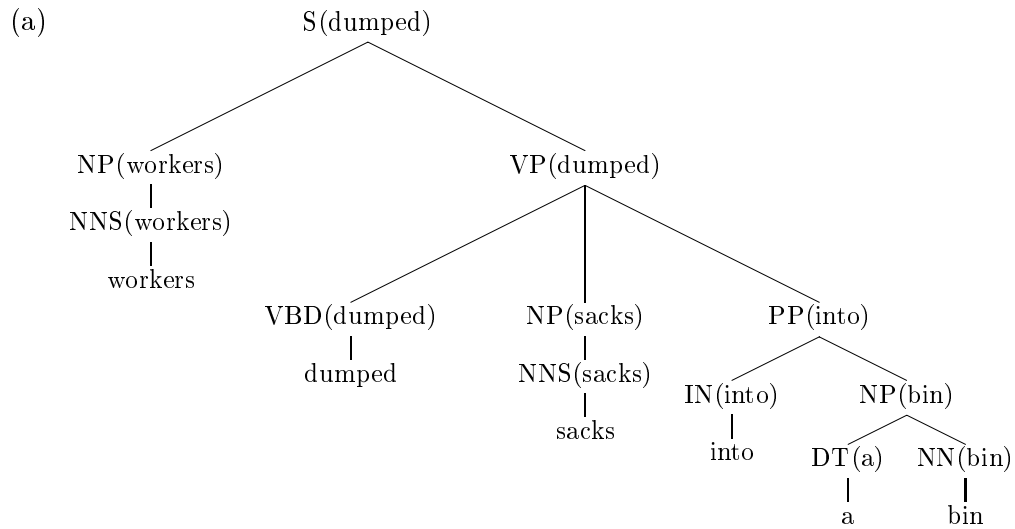 (a) S(dumped)
NP(workers) VP(dumped)
NNS(workers)
workers
VBD(dumped) NP(sacks) PP(into)
dumped NNS(sacks)
IN(into) NP(bin)
sacks
into
DT(a) NN(bin)
a bin